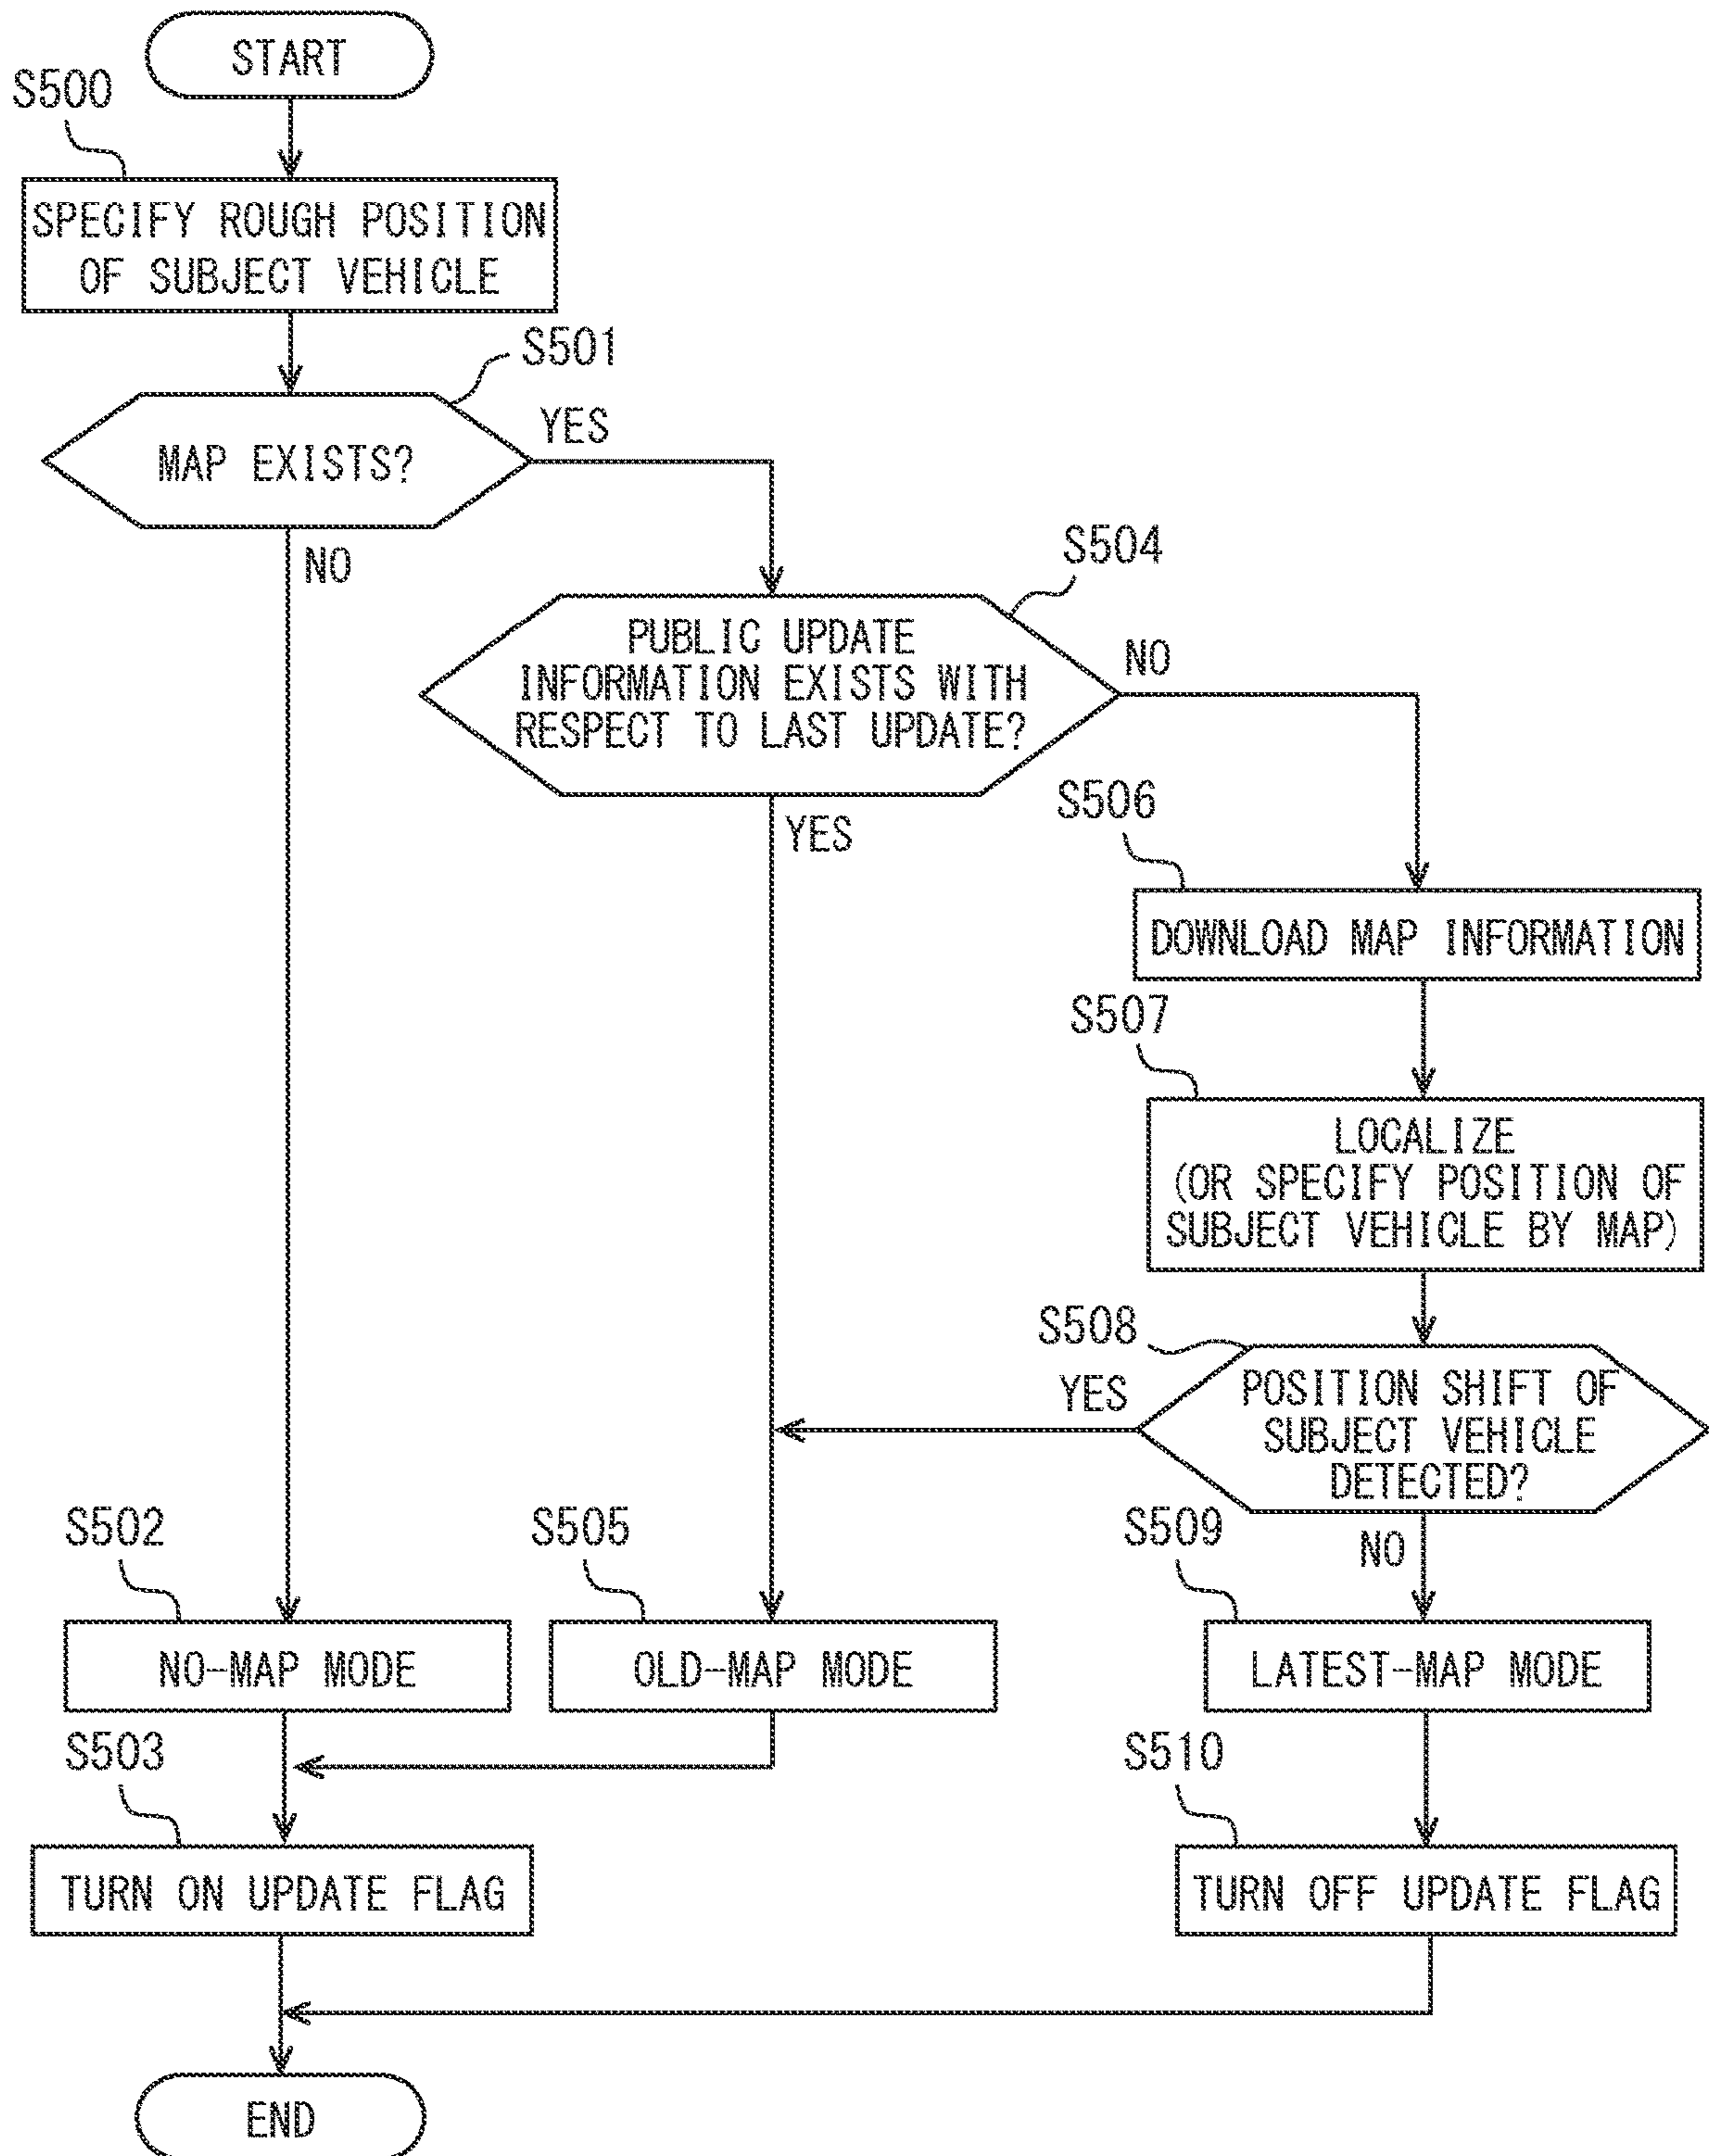 START
S500
SPECIFY ROUGH POSITION
OF SUBJECT VEHICLE
S501
MAP EXISTS?
YES
NO
S504
PUBLIC UPDATE
INFORMATION EXISTS WITH
RESPECT TO LAST UPDATE?
NO
YES
S506
DOWNLOAD MAP INFORMATION
S507
LOCALIZE
(OR SPECIFY POSITION OF
SUBJECT VEHICLE BY MAP)
S508
YES
POSITION SHIFT OF
SUBJECT VEHICLE
DETECTED?
NO
S502
NO-MAP MODE
S505
OLD-MAP MODE
S509
LATEST-MAP MODE
S503
TURN ON UPDATE FLAG
S510
TURN OFF UPDATE FLAG
END